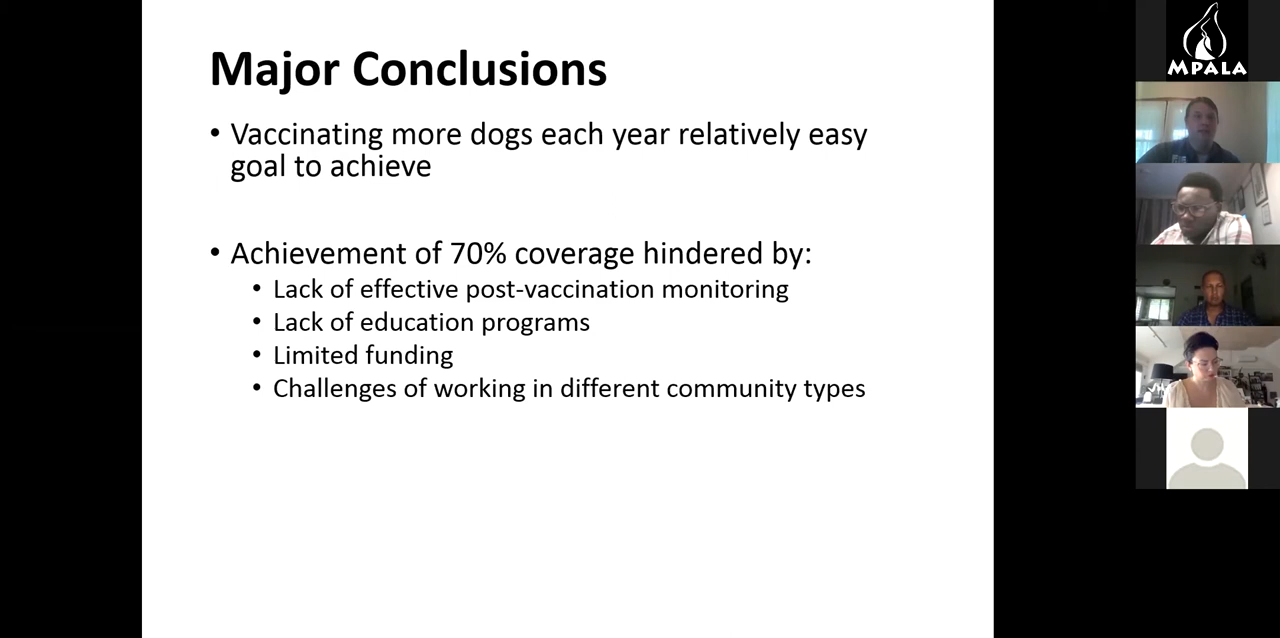 Major Conclusions
• Vaccinating more dogs each year relatively easy
goal to achieve
• Achievement of 70% coverage hindered by:
• Lack of effective post-vaccination monitoring
• Lack of education programs
• Limited funding
• Challenges of working in different community types
MPALA